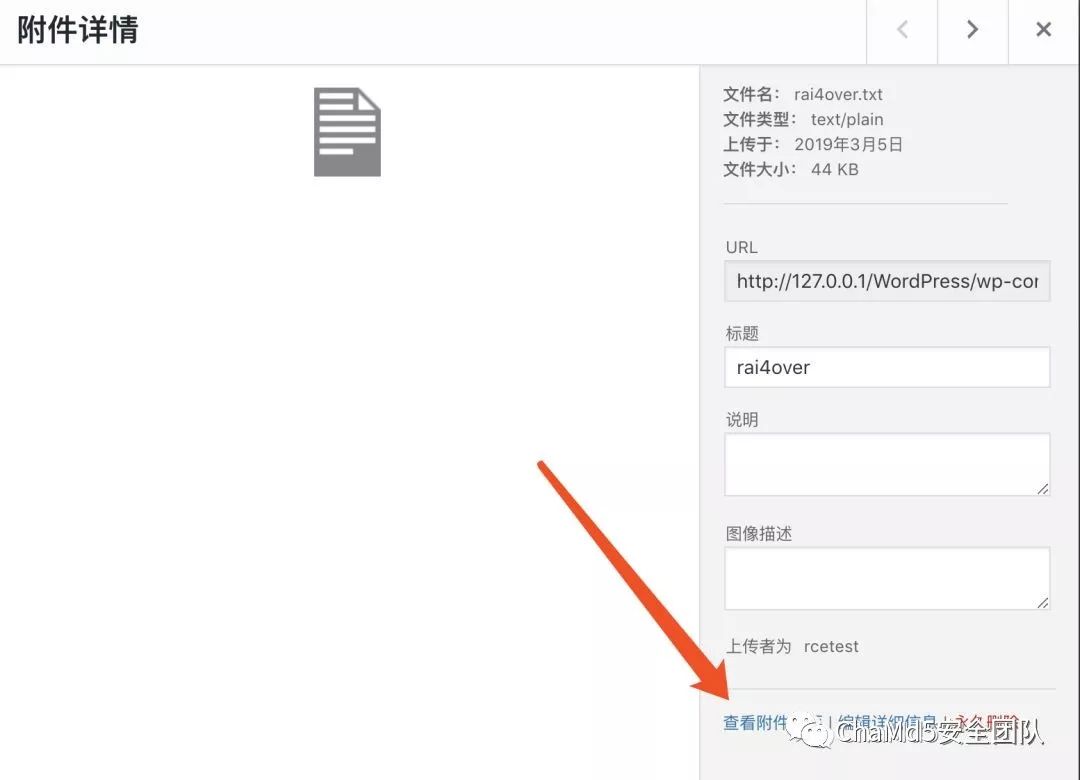 附件详情
文件名： rai4over.txt
文件类型： text/plain
上传于： 2019年3月5日
文件大小： 44 KB
URL
http://127.0.0.1/WordPress/wp-cor
标题
rai4over
说明
图像描述
上传者为 rcetest
查看附件 | 编辑详细信息 | 永久删除
ChaMd5安全团队